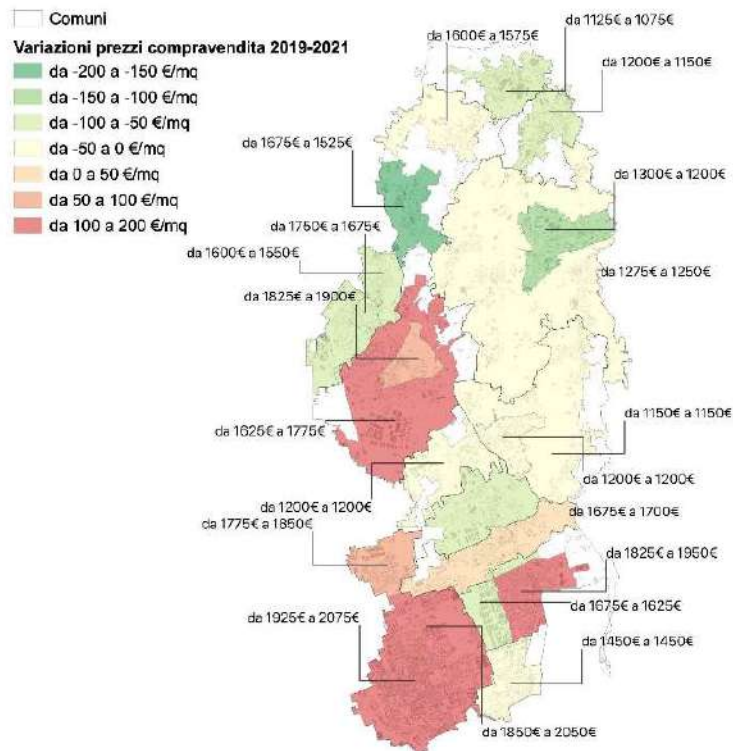 Comuni
Variazioni prezzi compravendita 2019-2021
da -200 a -150 €/mq
da -150 a -100 €/mq
da -100 a -50 €/mq
da -50 a 0 €/mq
da 0 a 50 €/mq
da 50 a 100 €/mq
da 100 a 200 €/mq
da 1125€ a 1075€
da 1600€ a 1575€
da 1200€ a 1150€
da 1675€ a 1525€
da 1300€ a 1200€
da 1750€ a 1675€
da 1600€ a 1550€
da 1275€ a 1250€
da 1825€ a 1900€
da 1150€ a 1150€
da 1625€ a 1775€
da 1200€ a 1200€
da 1200€ a 1200€
da 1675€ a 1700€
da 1775€ a 1850€
da 1825€ a 1950€
da 1675€ a 1625€
da 1925€ a 2075€
da 1450€ a 1450€
da 1850€ a 2050€